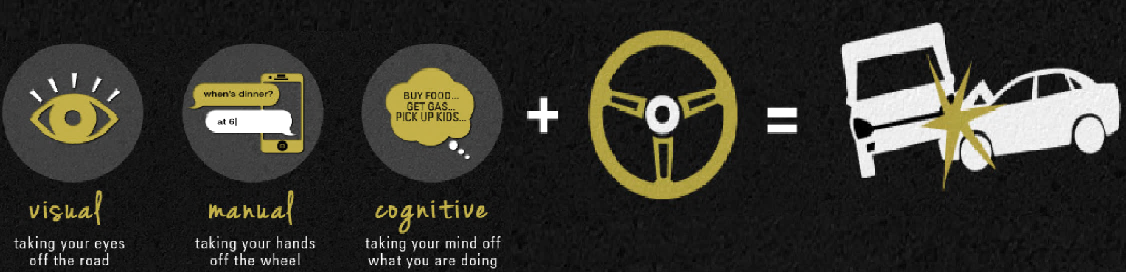 when's dinner?
at 6|
BUY FOOD...
GET GAS...
PICK UP KIDS...
+
=
visual
manual
cognitive
taking your eyes
off the road
taking your hands
off the wheel
taking your mind off
what you are doing